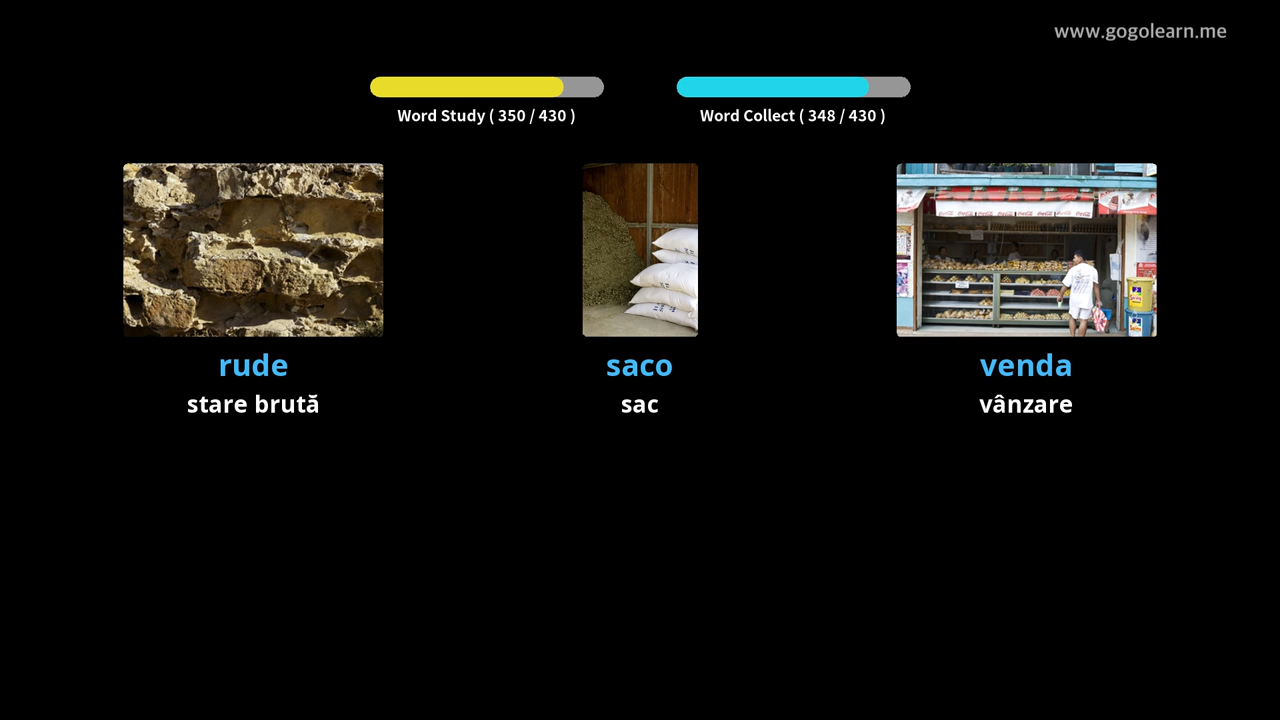 www.gogolearn.me
Word Study ( 350 / 430 )
Word Collect ( 348 / 430 )
rude
stare brută
saco
sac
venda
vânzare